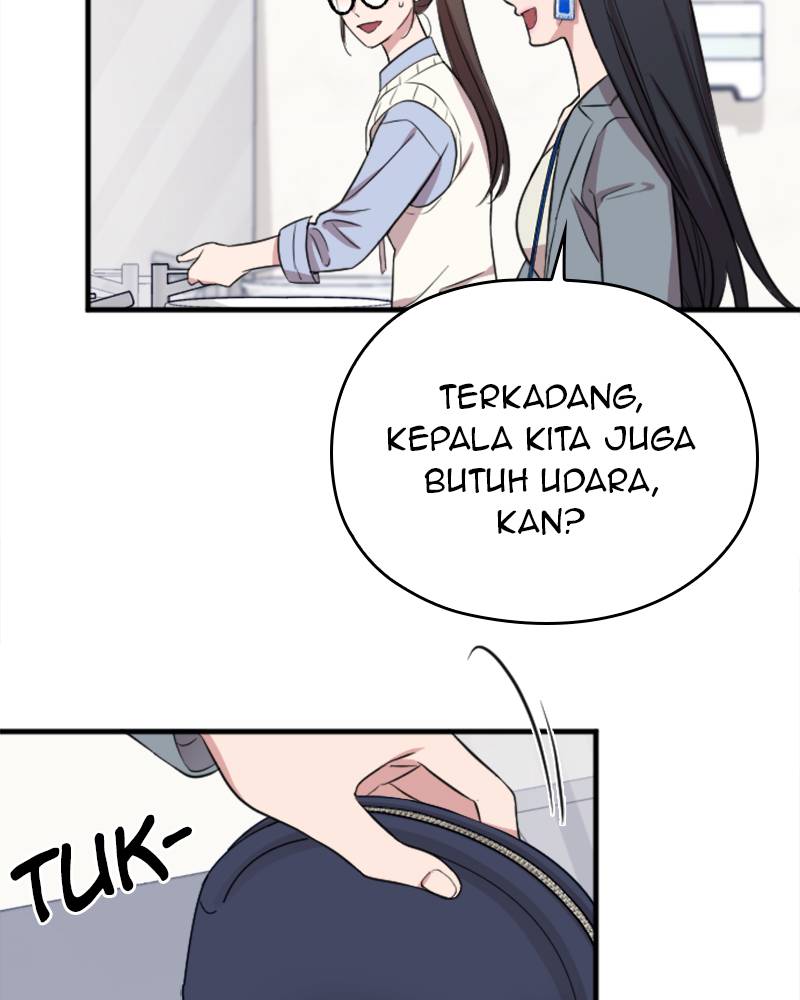 TERKADANG,
KEPALA KITA JUGA
BUTUH UDARA,
KAN?
TUK-